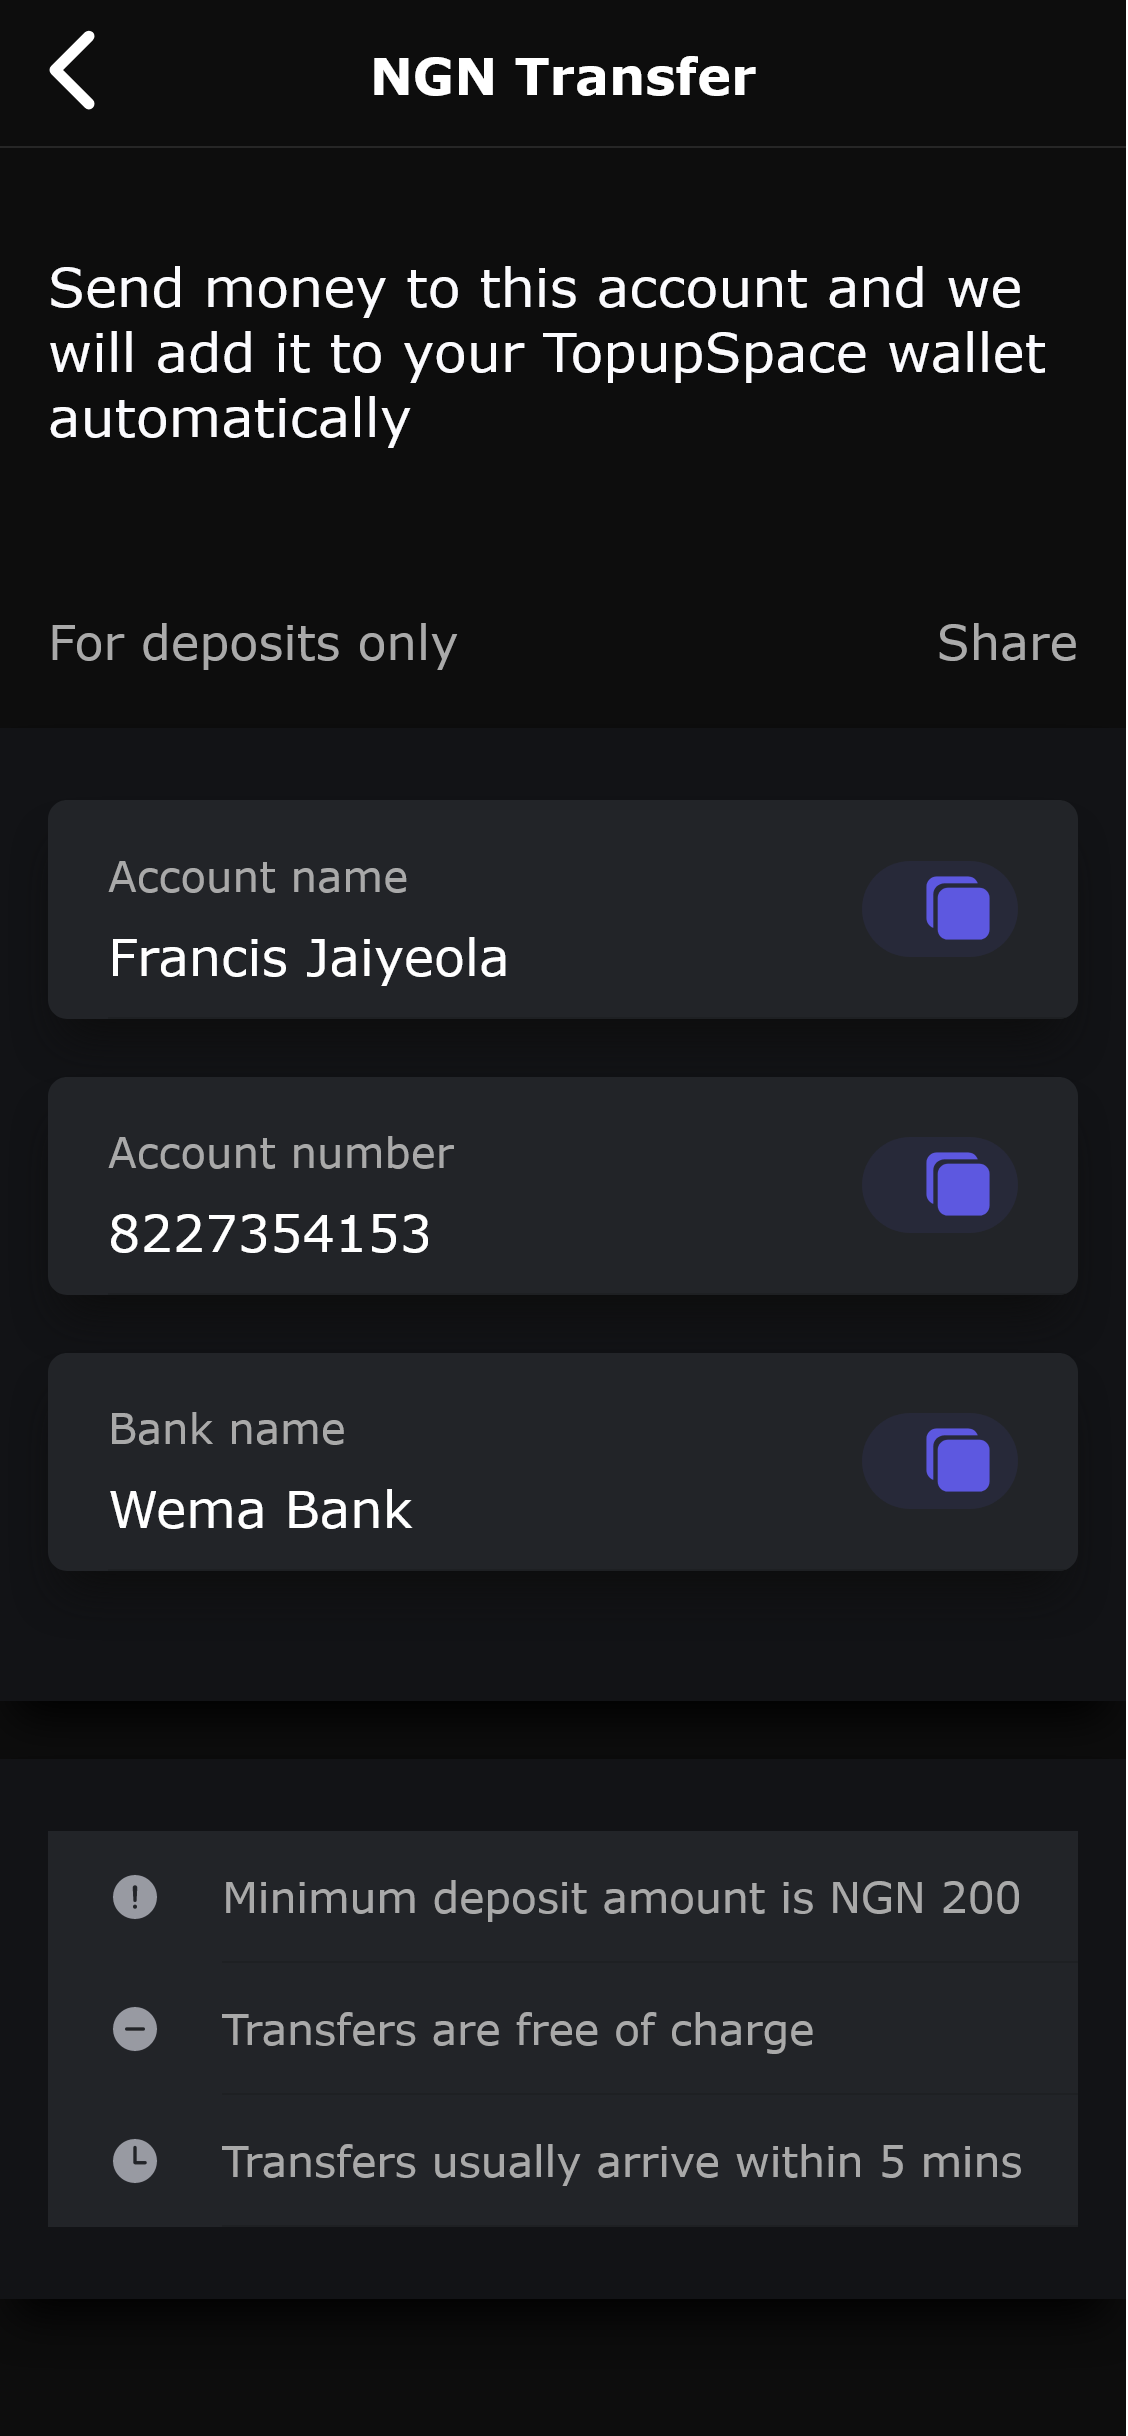 NGN Transfer
Send money to this account and we
will add it to your TopupSpace wallet
automatically
For deposits only
Share
Account name
Francis Jaiyeola
Account number
8227354153
Bank name
Wema Bank
Minimum deposit amount is NGN 200
Transfers are free of charge
Transfers usually arrive within 5 mins